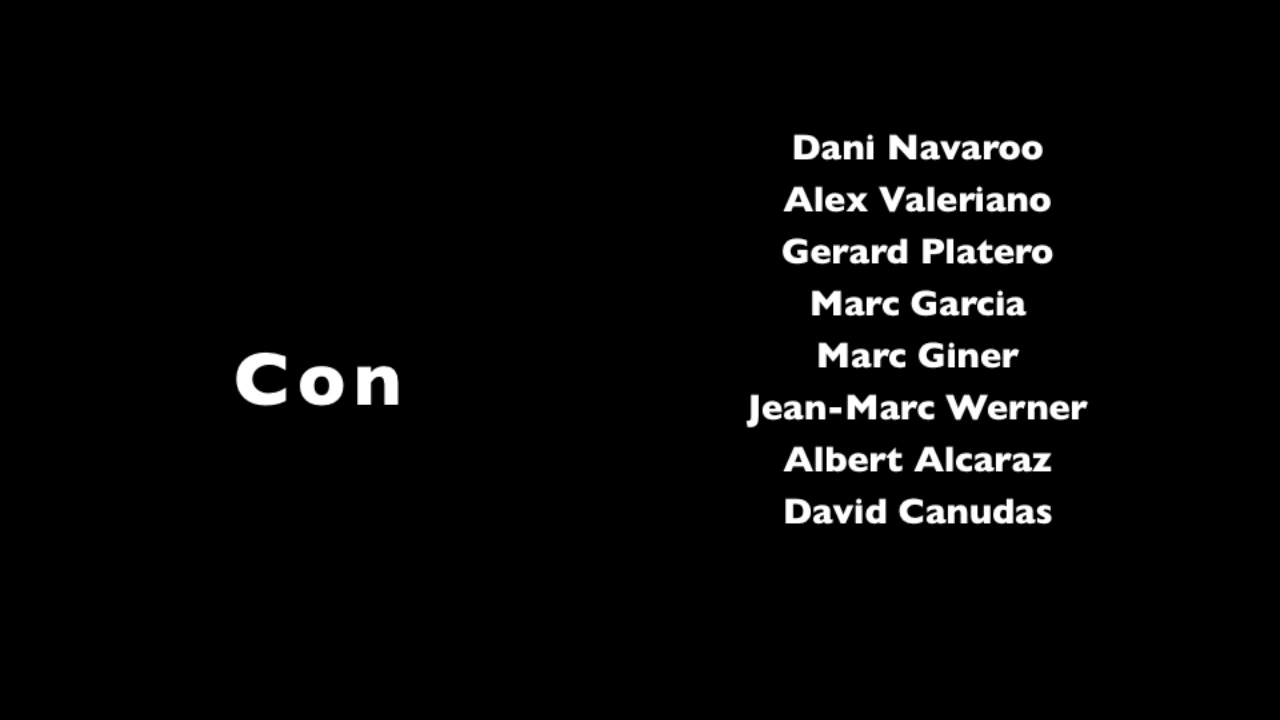 Con
Dani Navaroo
Alex Valeriano
Gerard Platero
Marc Garcia
Marc Giner
Jean-Marc Werner
Albert Alcaraz
David Canudas